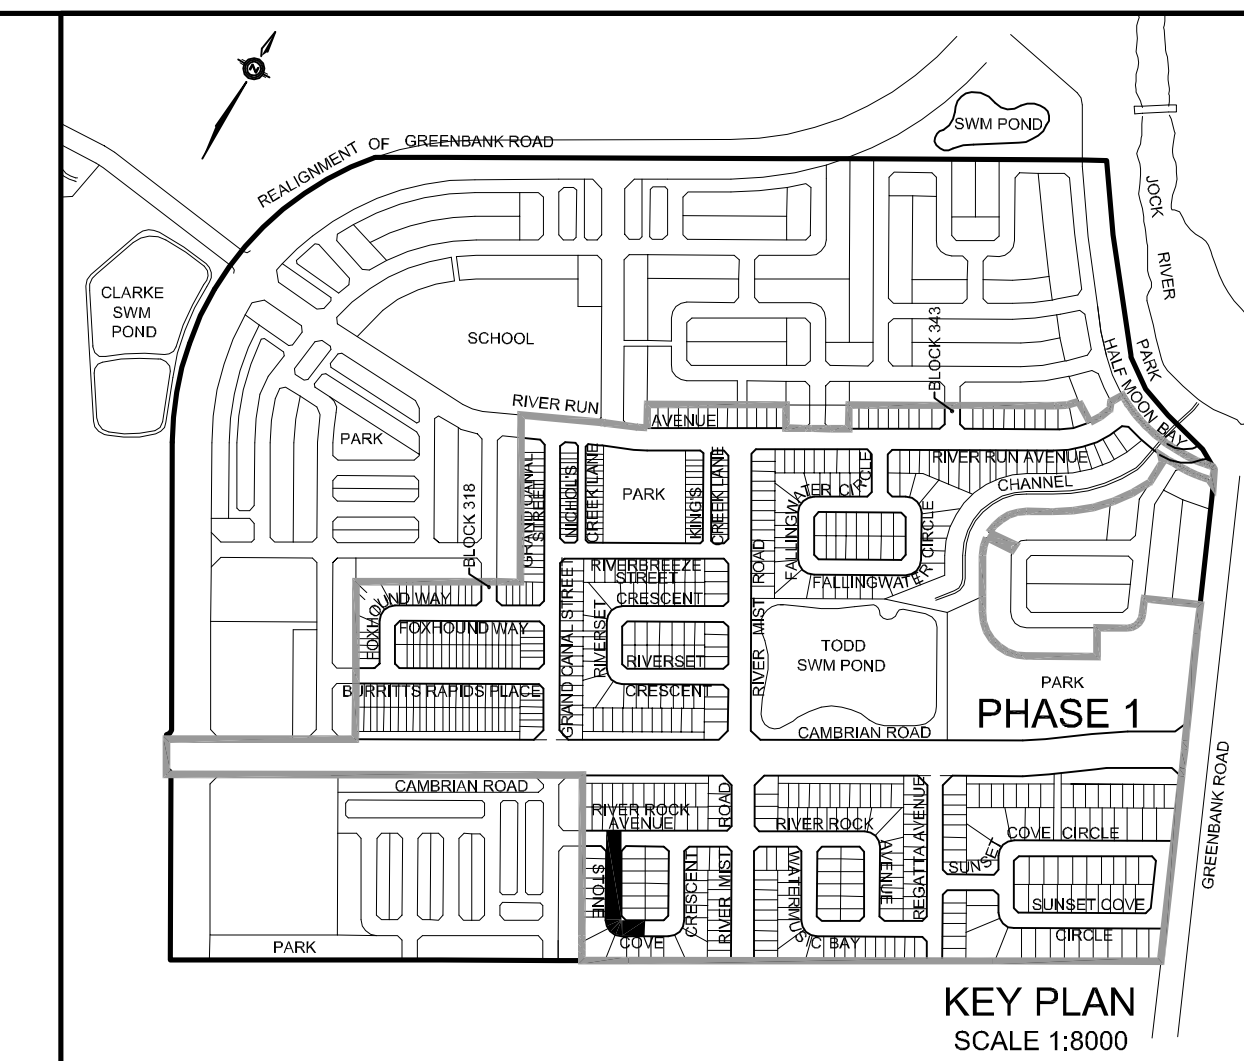 N
SWM POND
REALIGNMENT OF GREENBANK ROAD
JOCK
RIVER
CLARKE
SWM
POND
SCHOOL
BLOCK 343
HALF MOON BAY
PARK
RIVER RUN
AVENUE
PARK
RIVER RUN AVENUE
CHANNEL
BLOCK 318
GRAND CANAL
STREET
NICHOL'S
CREEK LANE
PARK
KING'S
CREEK LANE
FALLINGWATER CIRCLE
FALLINGWATER CIRCLE
RIVERBREEZE
STREET
CRESCENT
FOXHOUND WAY
FOXHOUND WAY
GRAND CANAL STREET
RIVERSET
RIVERSET
CRESCENT
RIVER MIST ROAD
TODD
SWM POND
PARK
PHASE 1
BURRITTS RAPIDS PLACE
CAMBRIAN ROAD
GREENBANK ROAD
CAMBRIAN ROAD
RIVER ROCK
AVENUE
RIVER MIST ROAD
RIVER ROCK
AVENUE
REGATTA AVENUE
COVE CIRCLE
SUNSET
STONE
CRESCENT
COVE
WATERMUSIC BAY
SUNSET COVE
CIRCLE
PARK
KEY PLAN
SCALE 1:8000